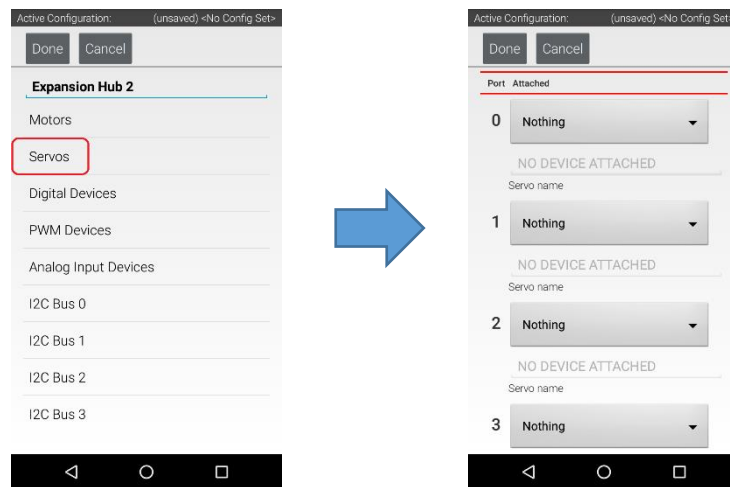 Active Configuration: (unsaved) <No Config Set>
Done Cancel
Expansion Hub 2
Motors
Servos
Digital Devices
PWM Devices
Analog Input Devices
I2C Bus 0
I2C Bus 1
I2C Bus 2
I2C Bus 3
Active Configuration: (unsaved) <No Config Set
Done Cancel
Port Attached
0 Nothing
NO DEVICE ATTACHED
Servo name
1 Nothing
NO DEVICE ATTACHED
Servo name
2 Nothing
NO DEVICE ATTACHED
Servo name
3 Nothing